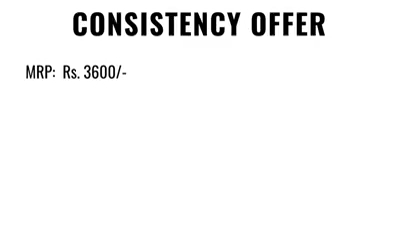 CONSISTENCY OFFER
MRP: Rs. 3600/-